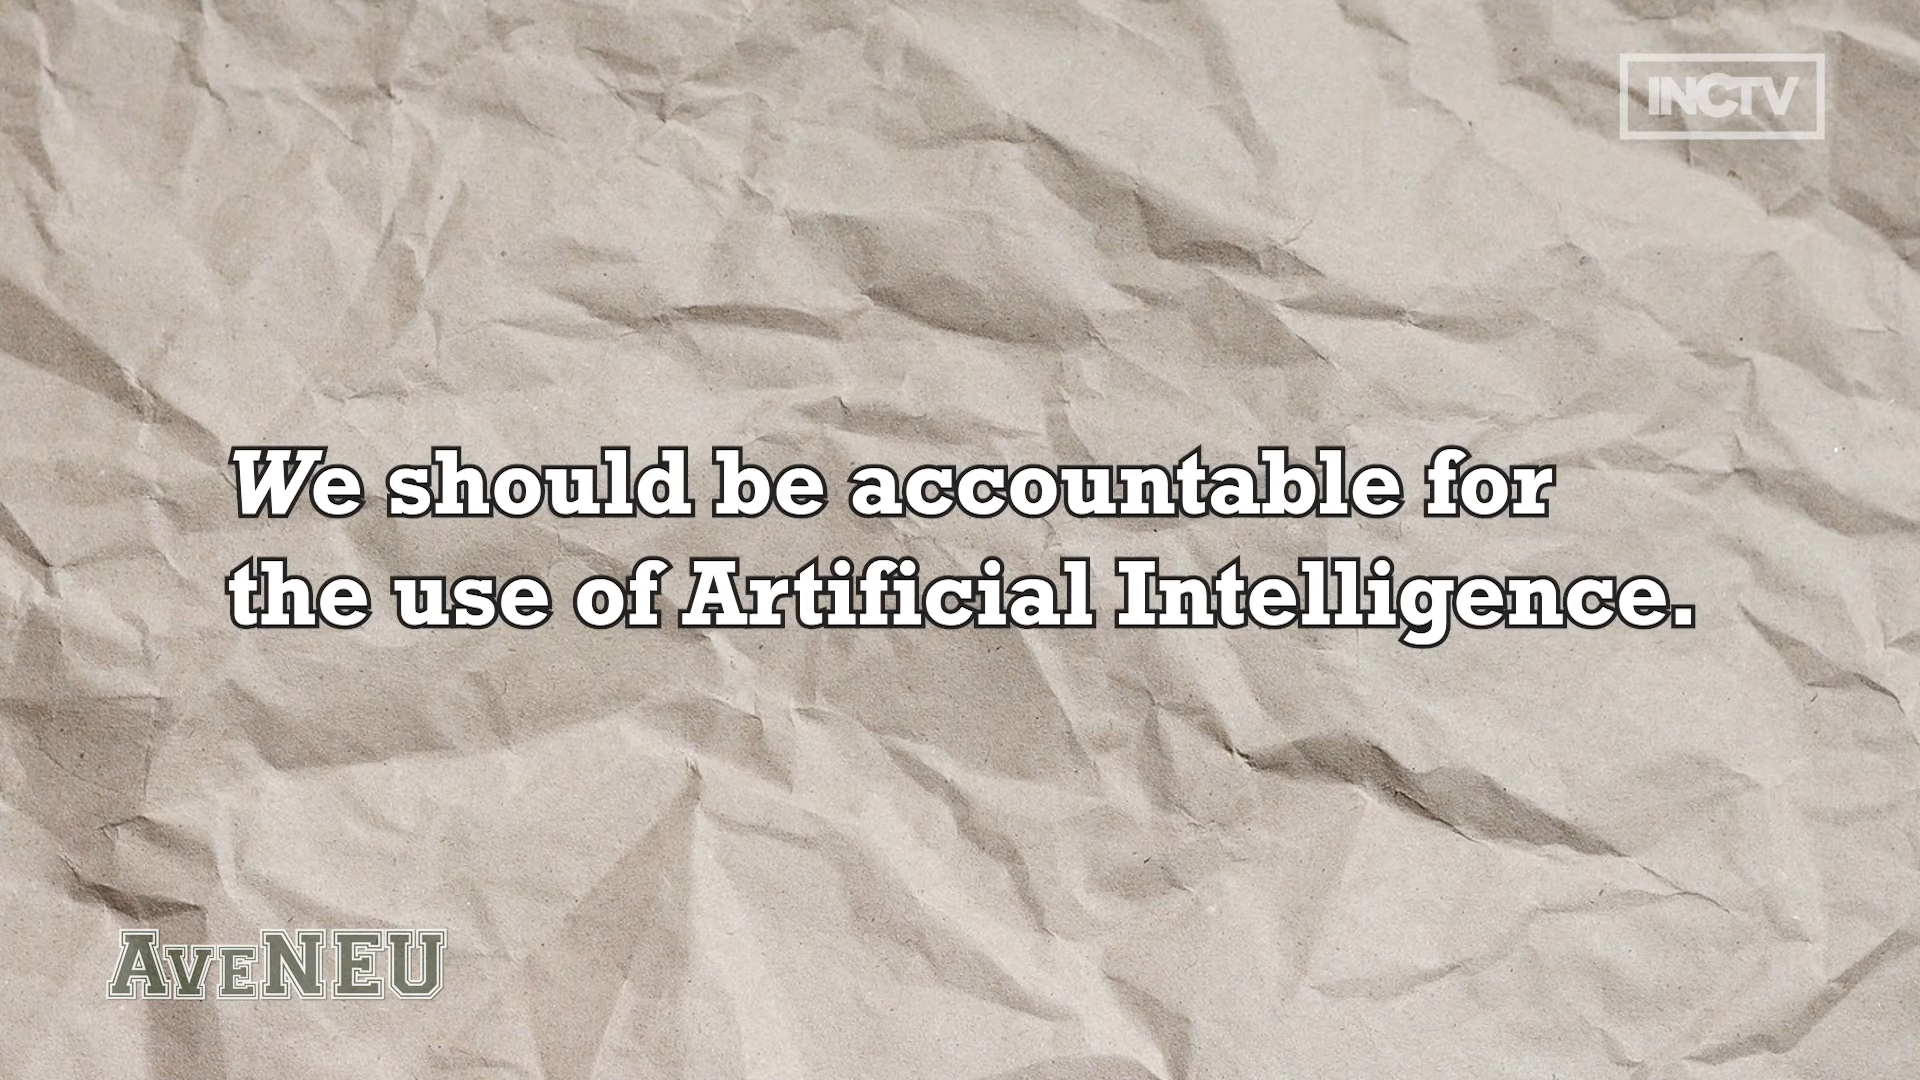 INCTV
We should be accountable for
the use of Artificial Intelligence.
AveNEU